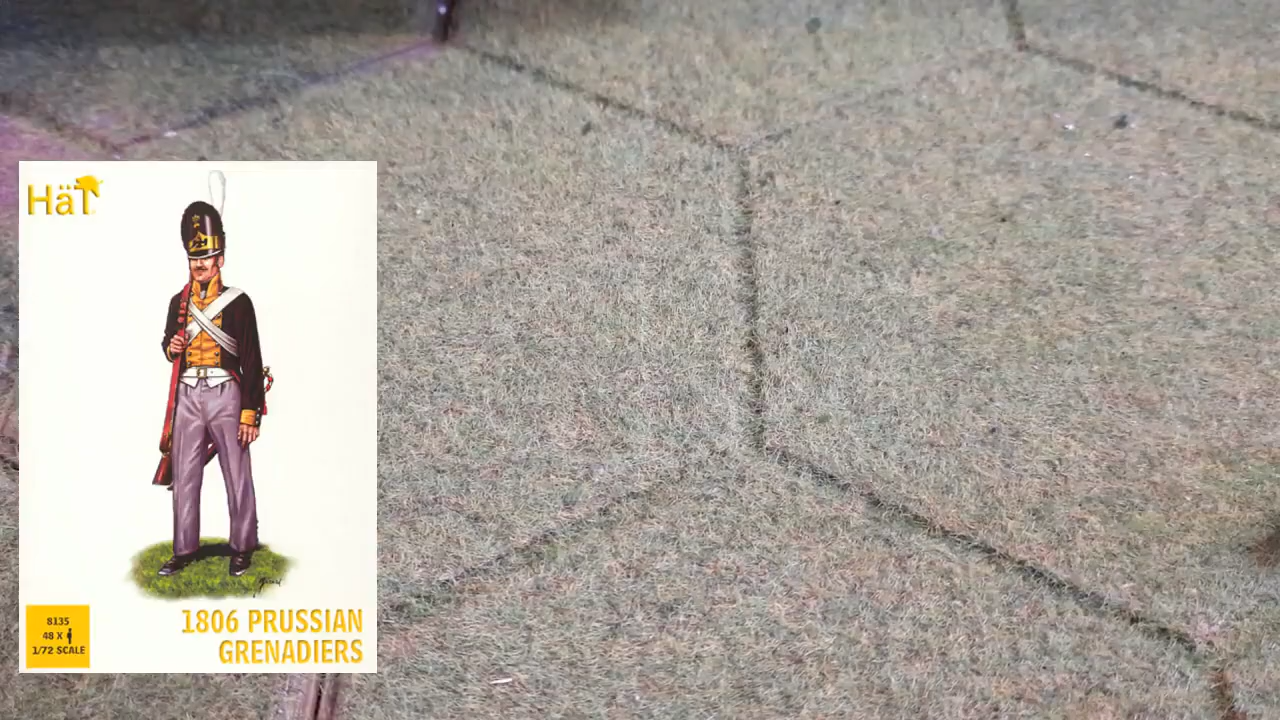 HäT
8135
48 X
1/72 SCALE
1806 PRUSSIAN
GRENADIERS